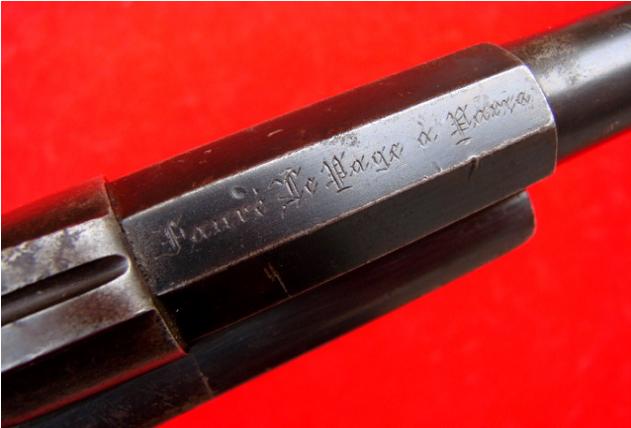 Fauré Le Page à Paris